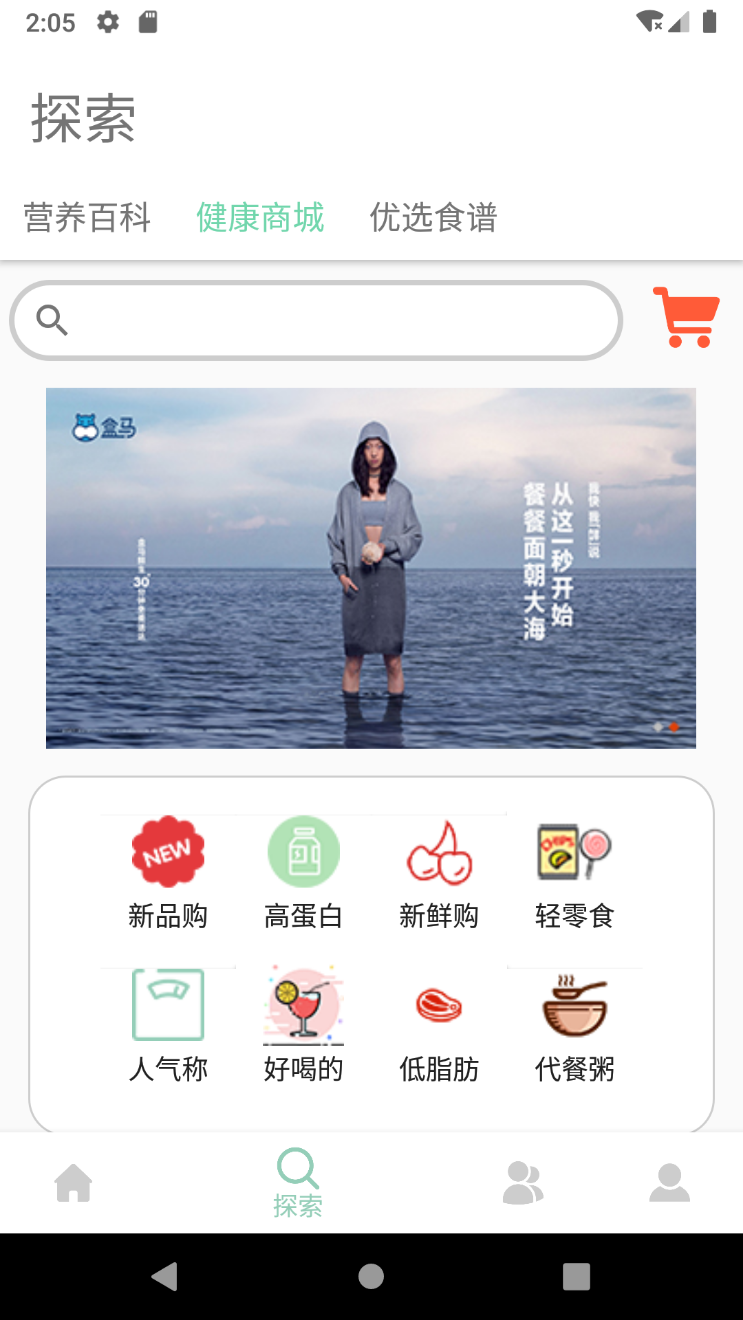 2:05
探索
营养百科 健康商城 优选食谱
盒马
从这一秒开始
餐餐面朝大海
30
NEW
CHIPS
新品购 高蛋白 新鲜购 轻零食
人气称 好喝的 低脂肪 代餐粥
探索